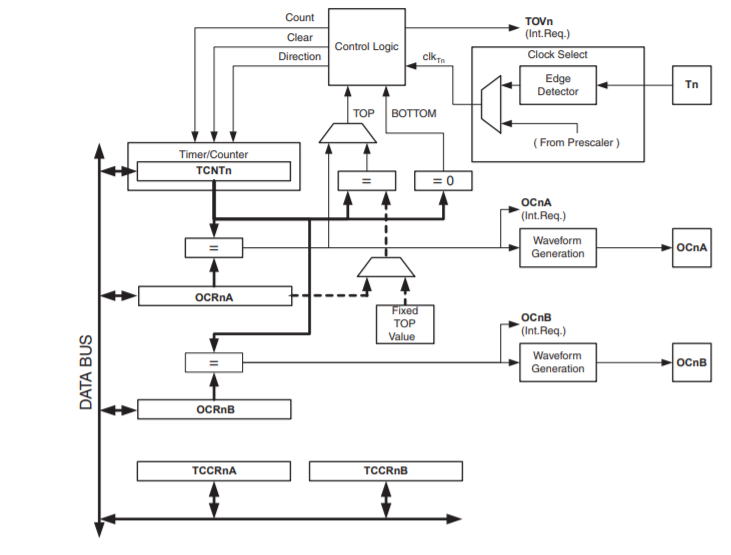 Count
Clear
Direction
Control Logic
TOVn
(Int.Req.)
clkTn
Clock Select
Edge
Detector
Tn
( From Prescaler )
TOP
BOTTOM
Timer/Counter
TCNTn
=
= 0
OCnA
(Int.Req.)
=
Waveform
Generation
OCnA
OCRnA
Fixed
TOP
Value
OCnB
(Int.Req.)
=
Waveform
Generation
OCnB
OCRnB
DATA BUS
TCCRnA
TCCRnB